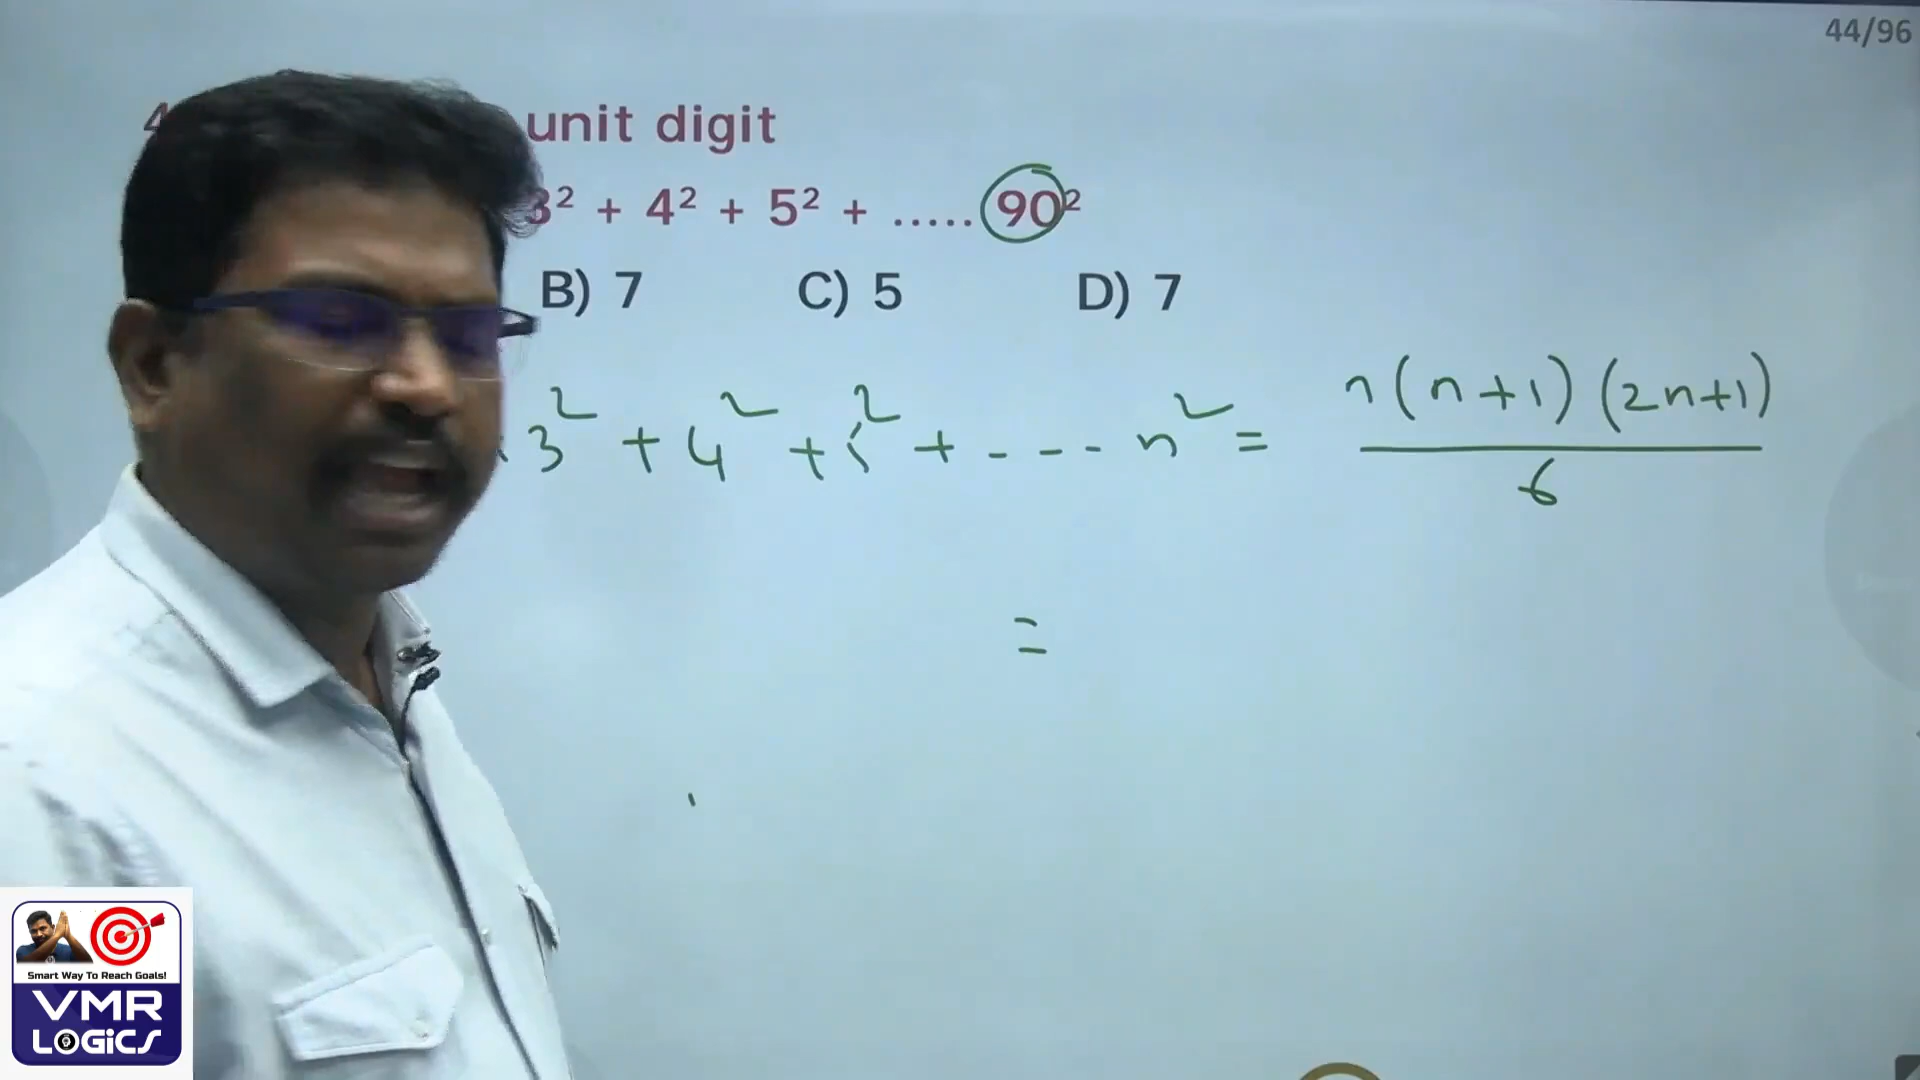 44/96
unit digit
3² + 4² + 5² + ..... 90²
B) 7 C) 5 D) 7
3² + 4² + 5² + - - - n² = n(n+1)(2n+1)
6
=
Smart Way To Reach Goals!
VMR
LOGICS